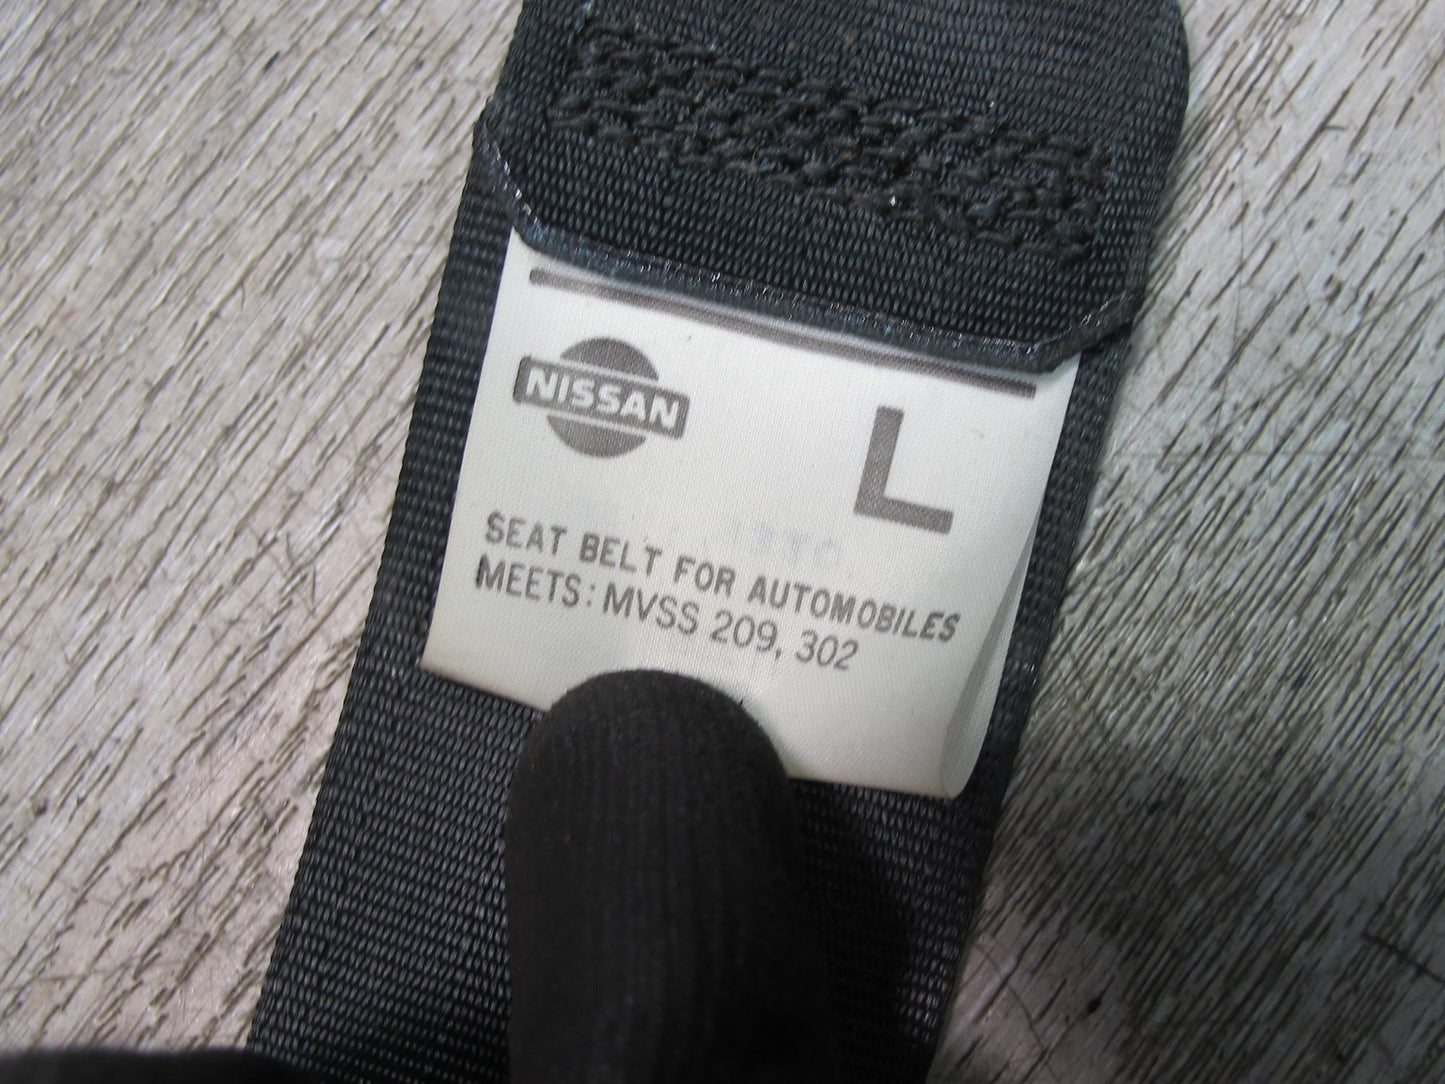 NISSAN
L
SEAT BELT FOR AUTOMOBILES
MEETS: MVSS 209, 302